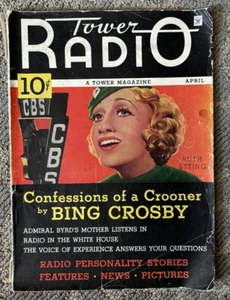 Tower
RADIO
10¢
A TOWER MAGAZINE
APRIL
CBS
CBS
RUTH
ETTING
Confessions of a Crooner
by BING CROSBY
ADMIRAL BYRD'S MOTHER LISTENS IN
RADIO IN THE WHITE HOUSE
THE VOICE OF EXPERIENCE ANSWERS YOUR QUESTIONS
RADIO PERSONALITY STORIES
FEATURES • NEWS • PICTURES